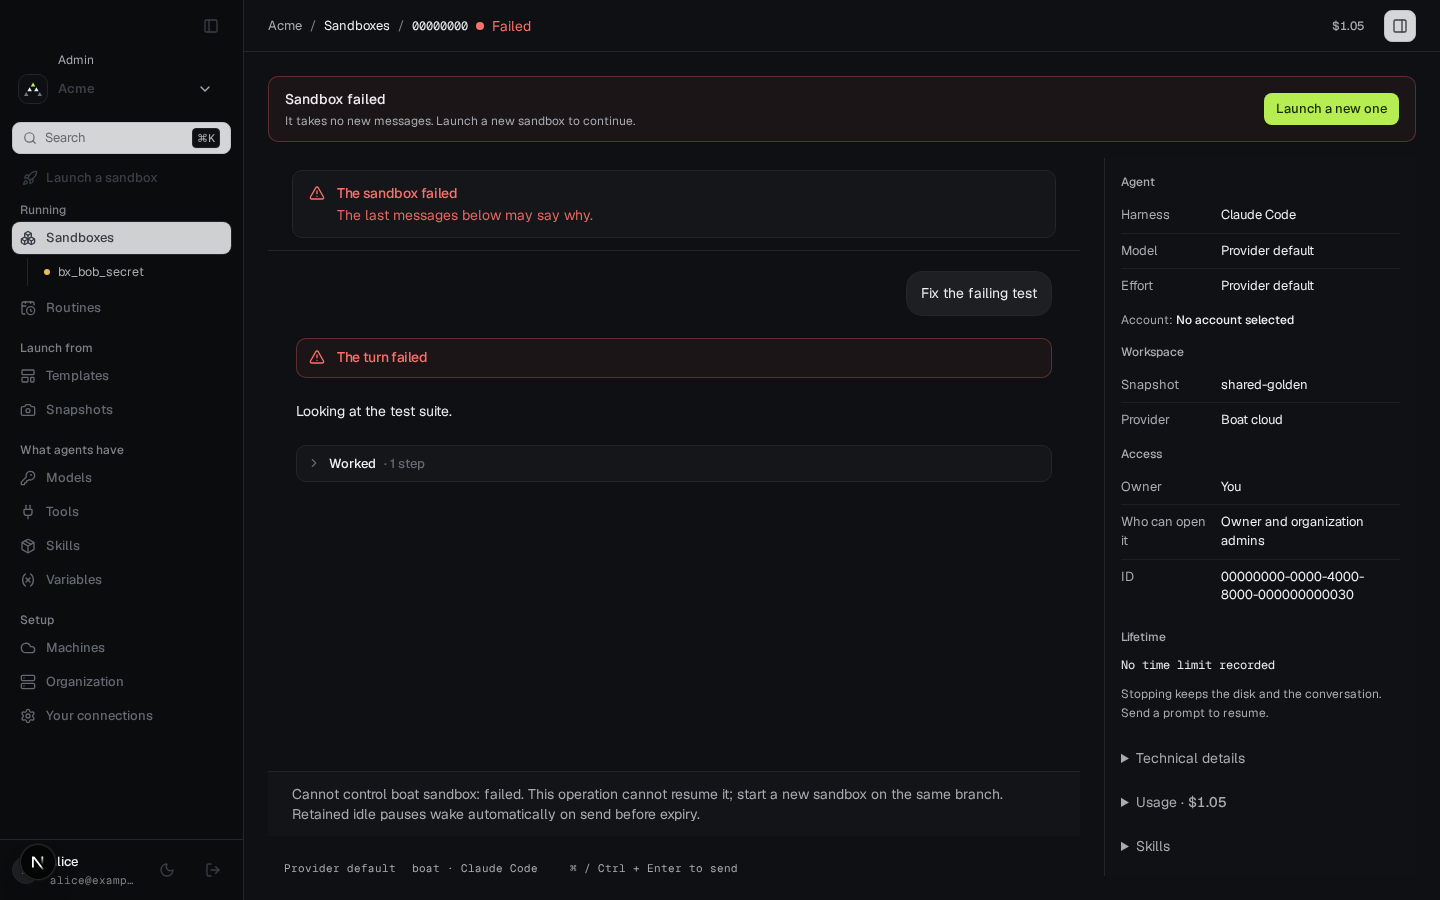 Admin
Acme
Search
⌘K
Launch a sandbox
Running
Sandboxes
bx_bob_secret
Routines
Launch from
Templates
Snapshots
What agents have
Models
Tools
Skills
Variables
Setup
Machines
Organization
Your connections
N
lice
alice@examp…
Acme / Sandboxes / 00000000 Failed
$1.05
Sandbox failed
It takes no new messages. Launch a new sandbox to continue.
Launch a new one
The sandbox failed
The last messages below may say why.
Fix the failing test
The turn failed
Looking at the test suite.
Worked · 1 step
Cannot control boat sandbox: failed. This operation cannot resume it; start a new sandbox on the same branch.
Retained idle pauses wake automatically on send before expiry.
Provider default boat · Claude Code ⌘ / Ctrl + Enter to send
Agent
Harness Claude Code
Model Provider default
Effort Provider default
Account: No account selected
Workspace
Snapshot shared-golden
Provider Boat cloud
Access
Owner You
Who can open it Owner and organization admins
ID 00000000-0000-4000-8000-000000000030
Lifetime
No time limit recorded
Stopping keeps the disk and the conversation.
Send a prompt to resume.
Technical details
Usage · $1.05
Skills